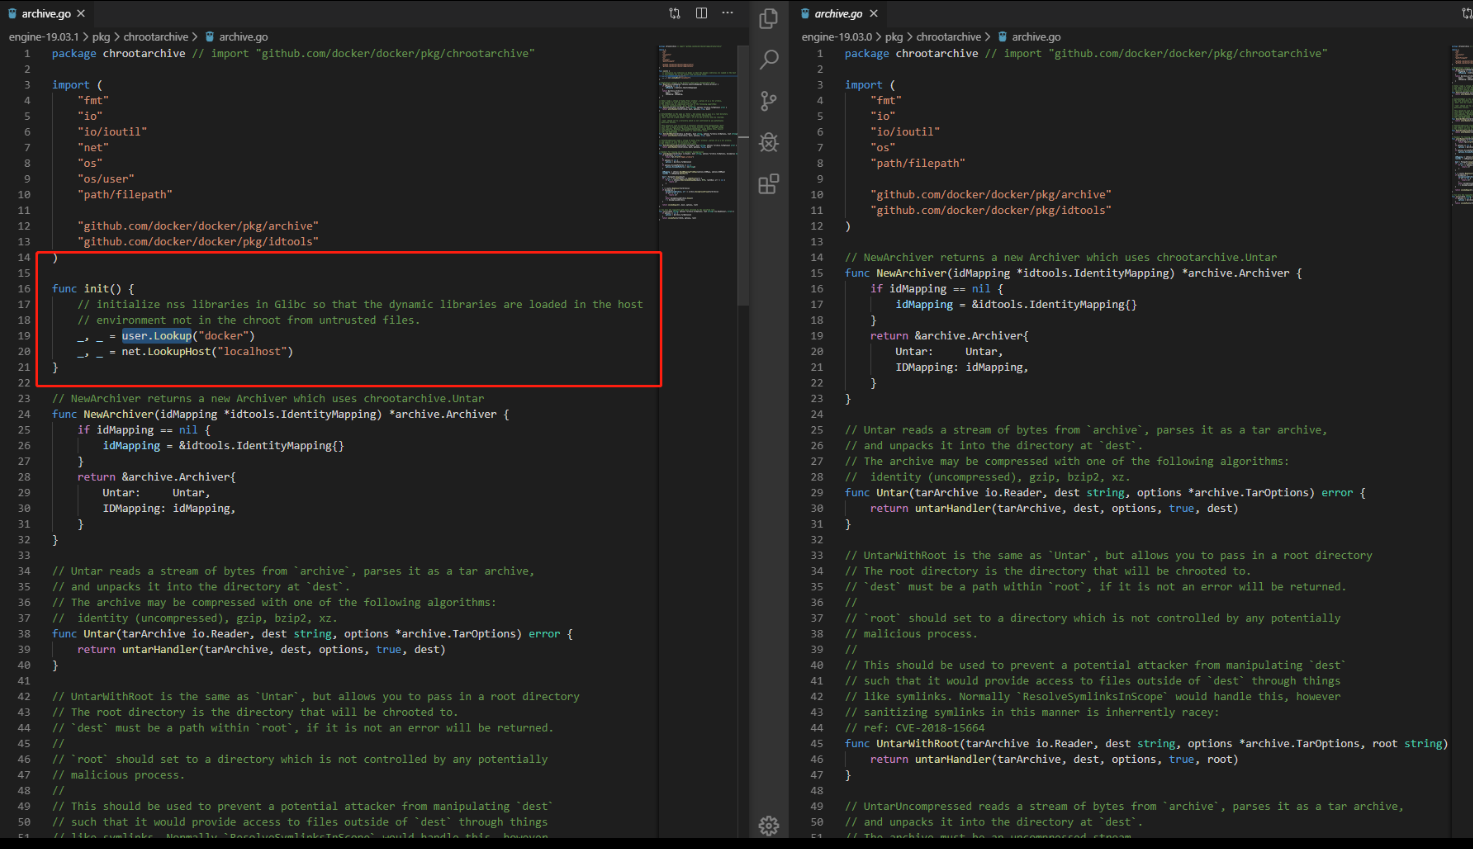 archive.go
engine-19.03.1 > pkg > chrootarchive > archive.go
1 package chrootarchive // import "github.com/docker/docker/pkg/chrootarchive"
2
3 import (
4 "fmt"
5 "io"
6 "io/ioutil"
7 "net"
8 "os"
9 "os/user"
10 "path/filepath"
11
12 "github.com/docker/docker/pkg/archive"
13 "github.com/docker/docker/pkg/idtools"
14 )
15
16 func init() {
17 // initialize nss libraries in Glibc so that the dynamic libraries are loaded in the host
18 // environment not in the chroot from untrusted files.
19 _, _ = user.Lookup("docker")
20 _, _ = net.LookupHost("localhost")
21 }
22
23 // NewArchiver returns a new Archiver which uses chrootarchive.Untar
24 func NewArchiver(idMapping *idtools.IdentityMapping) *archive.Archiver {
25 if idMapping == nil {
26 idMapping = &idtools.IdentityMapping{}
27 }
28 return &archive.Archiver{
29 Untar: Untar,
30 IDMapping: idMapping,
31 }
32 }
33
34 // Untar reads a stream of bytes from `archive`, parses it as a tar archive,
35 // and unpacks it into the directory at `dest`.
36 // The archive may be compressed with one of the following algorithms:
37 // identity (uncompressed), gzip, bzip2, xz.
38 func Untar(tarArchive io.Reader, dest string, options *archive.TarOptions) error {
39 return untarHandler(tarArchive, dest, options, true, dest)
40 }
41
42 // UntarWithRoot is the same as `Untar`, but allows you to pass in a root directory
43 // The root directory is the directory that will be chrooted to.
44 // `dest` must be a path within `root`, if it is not an error will be returned.
45 //
46 // `root` should set to a directory which is not controlled by any potentially
47 // malicious process.
48 //
49 // This should be used to prevent a potential attacker from manipulating `dest`
50 // such that it would provide access to files outside of `dest` through things
51 // like symlinks. Normally `ResolveSymlinksInScope` would handle this, however
archive.go
engine-19.03.0 > pkg > chrootarchive > archive.go
1 package chrootarchive // import "github.com/docker/docker/pkg/chrootarchive"
2
3 import (
4 "fmt"
5 "io"
6 "io/ioutil"
7 "os"
8 "path/filepath"
9
10 "github.com/docker/docker/pkg/archive"
11 "github.com/docker/docker/pkg/idtools"
12 )
13
14 // NewArchiver returns a new Archiver which uses chrootarchive.Untar
15 func NewArchiver(idMapping *idtools.IdentityMapping) *archive.Archiver {
16 if idMapping == nil {
17 idMapping = &idtools.IdentityMapping{}
18 }
19 return &archive.Archiver{
20 Untar: Untar,
21 IDMapping: idMapping,
22 }
23 }
24
25 // Untar reads a stream of bytes from `archive`, parses it as a tar archive,
26 // and unpacks it into the directory at `dest`.
27 // The archive may be compressed with one of the following algorithms:
28 // identity (uncompressed), gzip, bzip2, xz.
29 func Untar(tarArchive io.Reader, dest string, options *archive.TarOptions) error {
30 return untarHandler(tarArchive, dest, options, true, dest)
31 }
32
33 // UntarWithRoot is the same as `Untar`, but allows you to pass in a root directory
34 // The root directory is the directory that will be chrooted to.
35 // `dest` must be a path within `root`, if it is not an error will be returned.
36 //
37 // `root` should set to a directory which is not controlled by any potentially
38 // malicious process.
39 //
40 // This should be used to prevent a potential attacker from manipulating `dest`
41 // such that it would provide access to files outside of `dest` through things
42 // like symlinks. Normally `ResolveSymlinksInScope` would handle this, however
43 // sanitizing symlinks in this manner is inherrently racey:
44 // ref: CVE-2018-15664
45 func UntarWithRoot(tarArchive io.Reader, dest string, options *archive.TarOptions, root string)
46 return untarHandler(tarArchive, dest, options, true, root)
47 }
48
49 // UntarUncompressed reads a stream of bytes from `archive`, parses it as a tar archive,
50 // and unpacks it into the directory at `dest`.
51 // The archive must be an uncompressed stream.